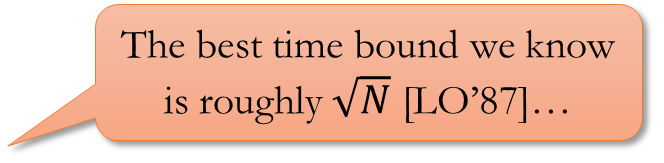 The best time bound we know
is roughly √N [LO’87]…